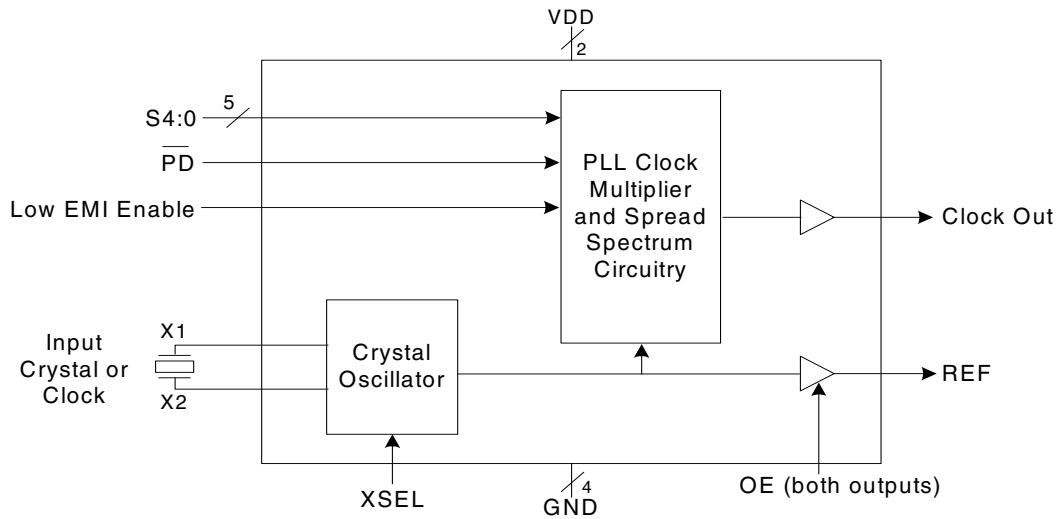 VDD
2
5
S4:0
PD
Low EMI Enable
PLL Clock
Multiplier
and Spread
Spectrum
Circuitry
Clock Out
Input
Crystal or
Clock
X1
X2
Crystal
Oscillator
REF
XSEL
4
GND
OE (both outputs)